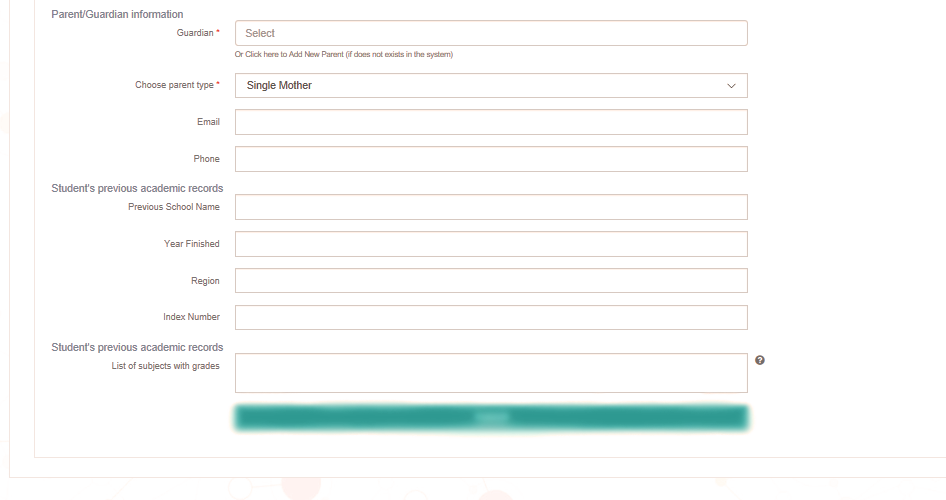 Parent/Guardian information
Guardian *
Select
Or Click here to Add New Parent (if does not exists in the system)
Choose parent type *
Single Mother
Email
Phone
Student's previous academic records
Previous School Name
Year Finished
Region
Index Number
Student's previous academic records
List of subjects with grades
?